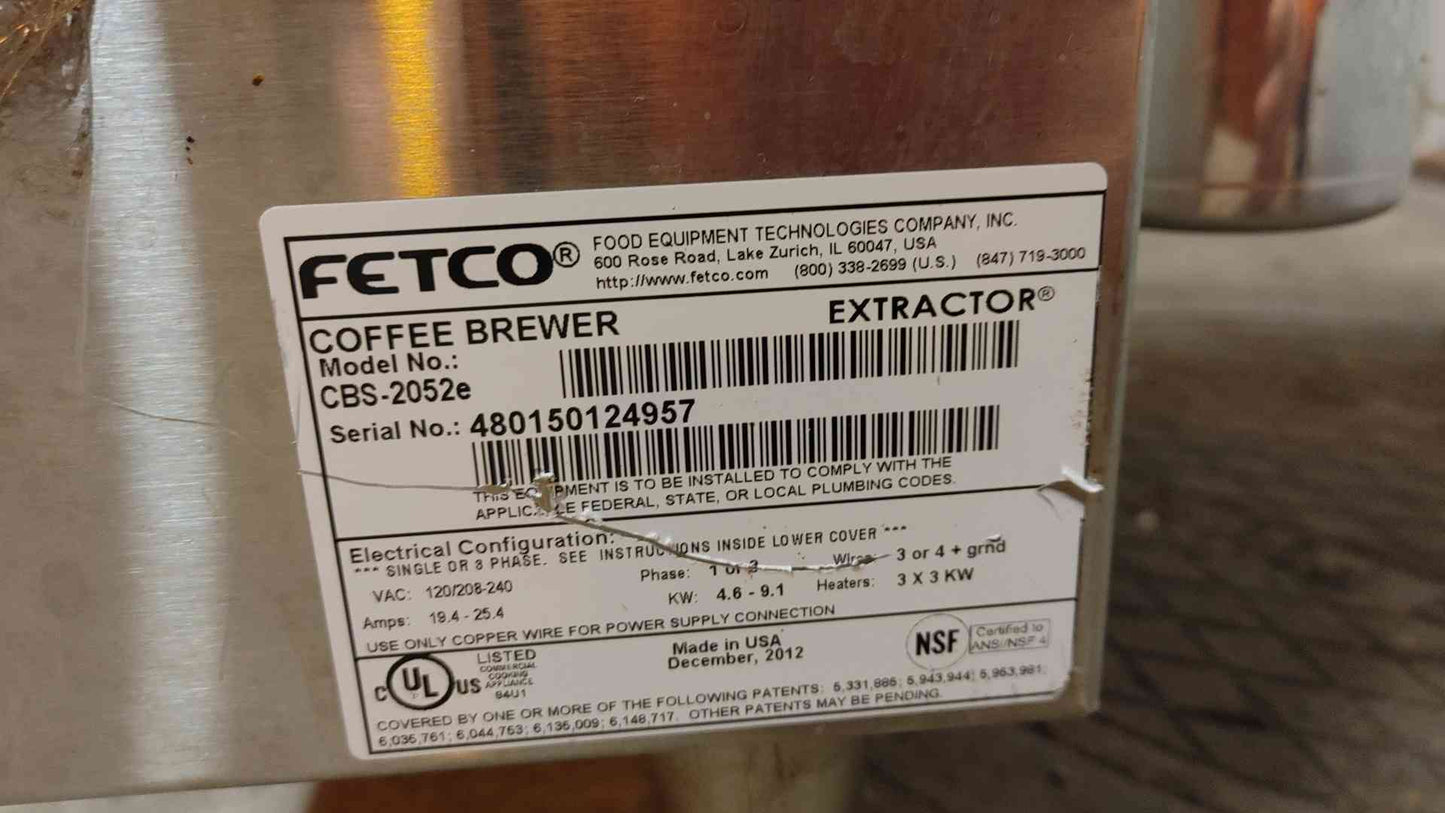 FETCO®
FOOD EQUIPMENT TECHNOLOGIES COMPANY, INC.
600 Rose Road, Lake Zurich, IL 60047, USA
http://www.fetco.com (800) 338-2699 (U.S.) (847) 719-3000
COFFEE BREWER EXTRACTOR®
Model No.:
CBS-2052e
Serial No.: 480150124957
THIS EQUIPMENT IS TO BE INSTALLED TO COMPLY WITH THE
APPLICABLE FEDERAL, STATE, OR LOCAL PLUMBING CODES.
Electrical Configuration:
*** SINGLE OR 3 PHASE. SEE INSTRUCTIONS INSIDE LOWER COVER ***
VAC: 120/208-240 Phase: 1 or 3 Wires: 3 or 4 + grnd
Amps: 19.4 - 25.4 KW: 4.6 - 9.1 Heaters: 3 X 3 KW
USE ONLY COPPER WIRE FOR POWER SUPPLY CONNECTION
C UL US LISTED
COMMERCIAL
COOKING
APPLIANCE
94U1
Made in USA
December, 2012
NSF Certified to
ANSI/NSF 4
COVERED BY ONE OR MORE OF THE FOLLOWING PATENTS: 5,331,885; 5,943,944; 5,953,981;
6,035,761; 6,044,753; 6,135,009; 6,148,717. OTHER PATENTS MAY BE PENDING.